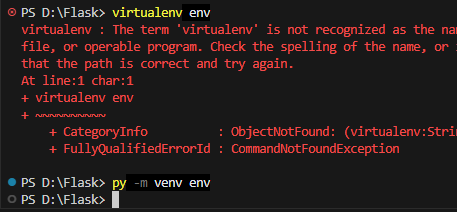 PS D:\Flask> virtualenv env
virtualenv : The term 'virtualenv' is not recognized as the na
file, or operable program. Check the spelling of the name, or
that the path is correct and try again.
At line:1 char:1
+ virtualenv env
+ ~~~~~~~~~~
+ CategoryInfo : ObjectNotFound: (virtualenv:Stri
+ FullyQualifiedErrorId : CommandNotFoundException
PS D:\Flask> py -m venv env
PS D:\Flask>